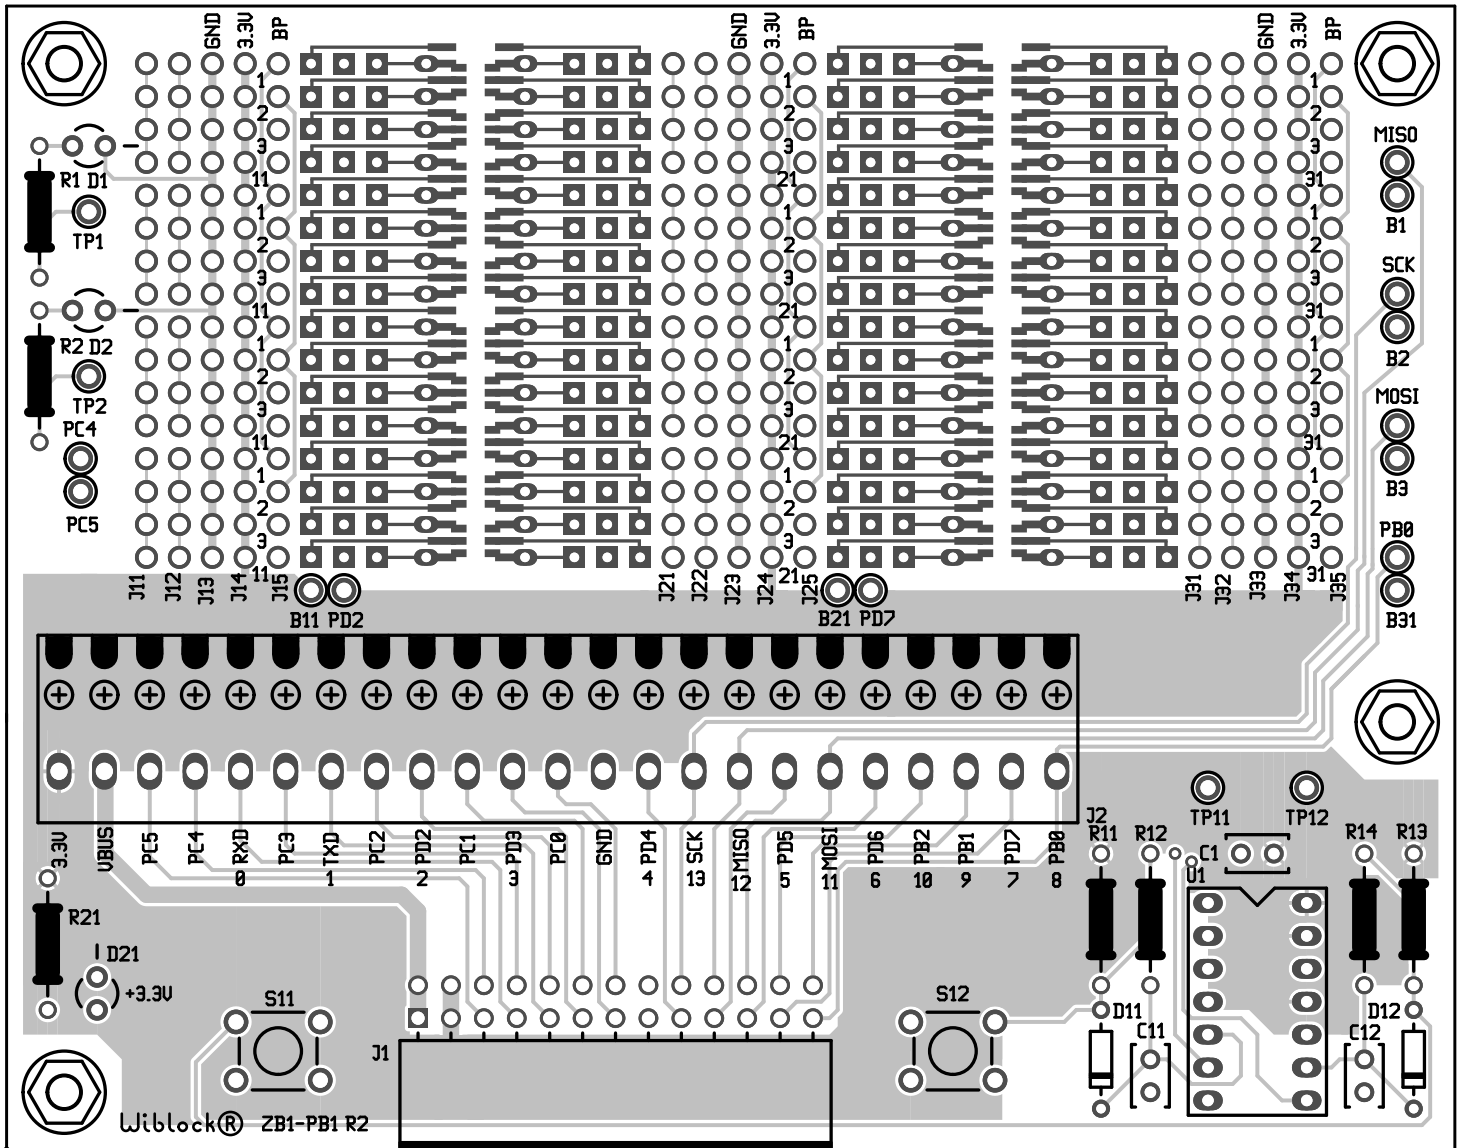 GND 3.3V BP GND 3.3V BP GND 3.3V BP
1 1 1
2 2 2
3 3 3
11 21 31
1 1 1
2 2 2
3 3 3
11 21 31
1 1 1
2 2 2
3 3 3
11 21 31
1 1 1
2 2 2
3 3 3
11 21 31
MISO
B1
SCK
B2
MOSI
B3
PB0
B31
R1 D1
TP1
R2 D2
TP2
PC4
PC5
J11 J12 J13 J14 J15 J21 J22 J23 J24 J25 J31 J32 J33 J34 J35
B11 PD2 B21 PD7
3.3V VBUS PC5 PC4 RXD PC3 TXD PC2 PD2 PC1 PD3 PC0 GND PD4 SCK MISO PD5 MOSI PD6 PB2 PB1 PD7 PB0
0 1 2 3 4 13 12 5 11 6 10 9 7 8
J2
TP11 TP12
R11 R12 C1 R14 R13
U1
R21
D21
+3.3V
S11 S12
D11 D12
C11 C12
J1
Wiblock® ZB1-PB1 R2